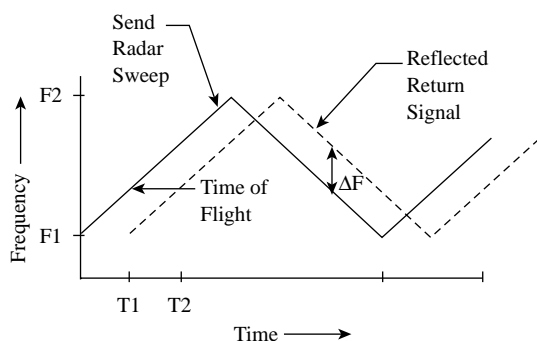 Send
Radar
Sweep
Reflected
Return
Signal
F2
Frequency
Time of
Flight
ΔF
F1
T1
T2
Time